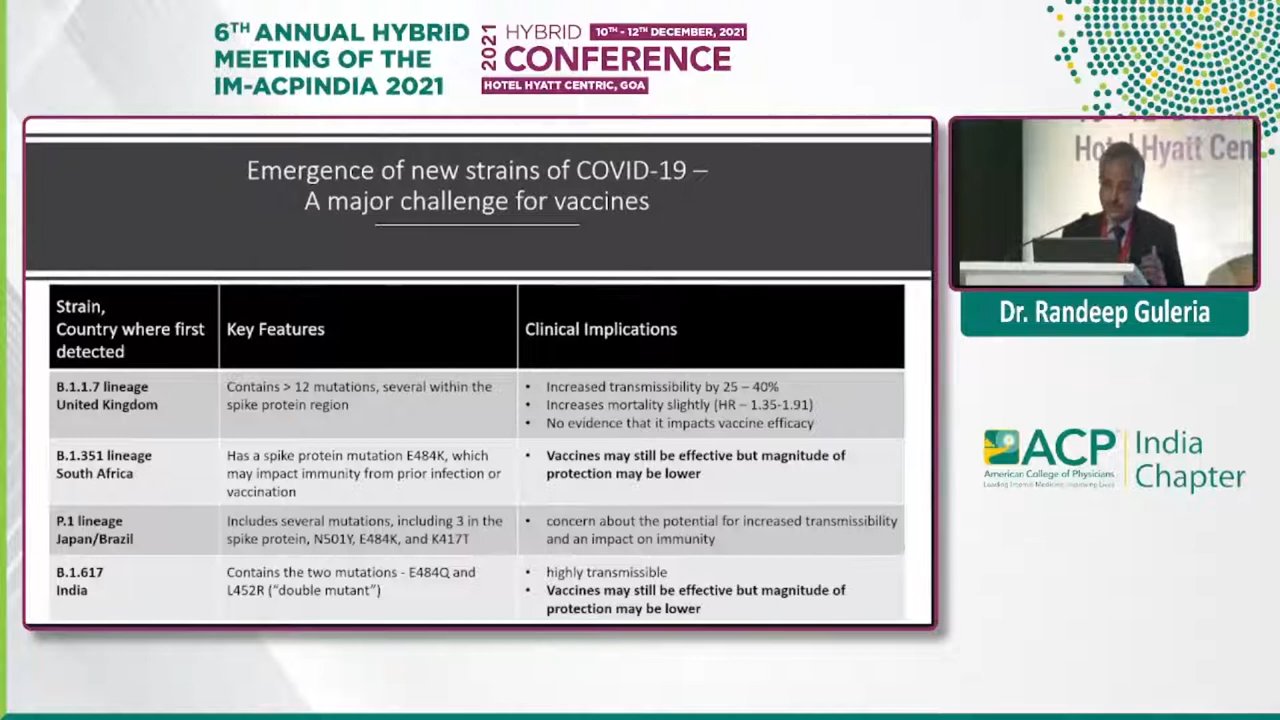 6TH ANNUAL HYBRID
MEETING OF THE
IM-ACPINDIA 2021
2021
HYBRID 10TH - 12TH DECEMBER, 2021
CONFERENCE
HOTEL HYATT CENTRIC, GOA
Emergence of new strains of COVID-19 –
A major challenge for vaccines
Strain,
Country where first
detected
Key Features
Clinical Implications
B.1.1.7 lineage
United Kingdom
Contains > 12 mutations, several within the
spike protein region
• Increased transmissibility by 25 – 40%
• Increases mortality slightly (HR – 1.35-1.91)
• No evidence that it impacts vaccine efficacy
B.1.351 lineage
South Africa
Has a spike protein mutation E484K, which
may impact immunity from prior infection or
vaccination
• Vaccines may still be effective but magnitude of
protection may be lower
P.1 lineage
Japan/Brazil
Includes several mutations, including 3 in the
spike protein, N501Y, E484K, and K417T
• concern about the potential for increased transmissibility
and an impact on immunity
B.1.617
India
Contains the two mutations - E484Q and
L452R (“double mutant”)
• highly transmissible
• Vaccines may still be effective but magnitude of
protection may be lower
Hotel Hyatt Cen
Dr. Randeep Guleria
ACP
American College of Physicians
Leading Internal Medicine, Improving Lives
India
Chapter